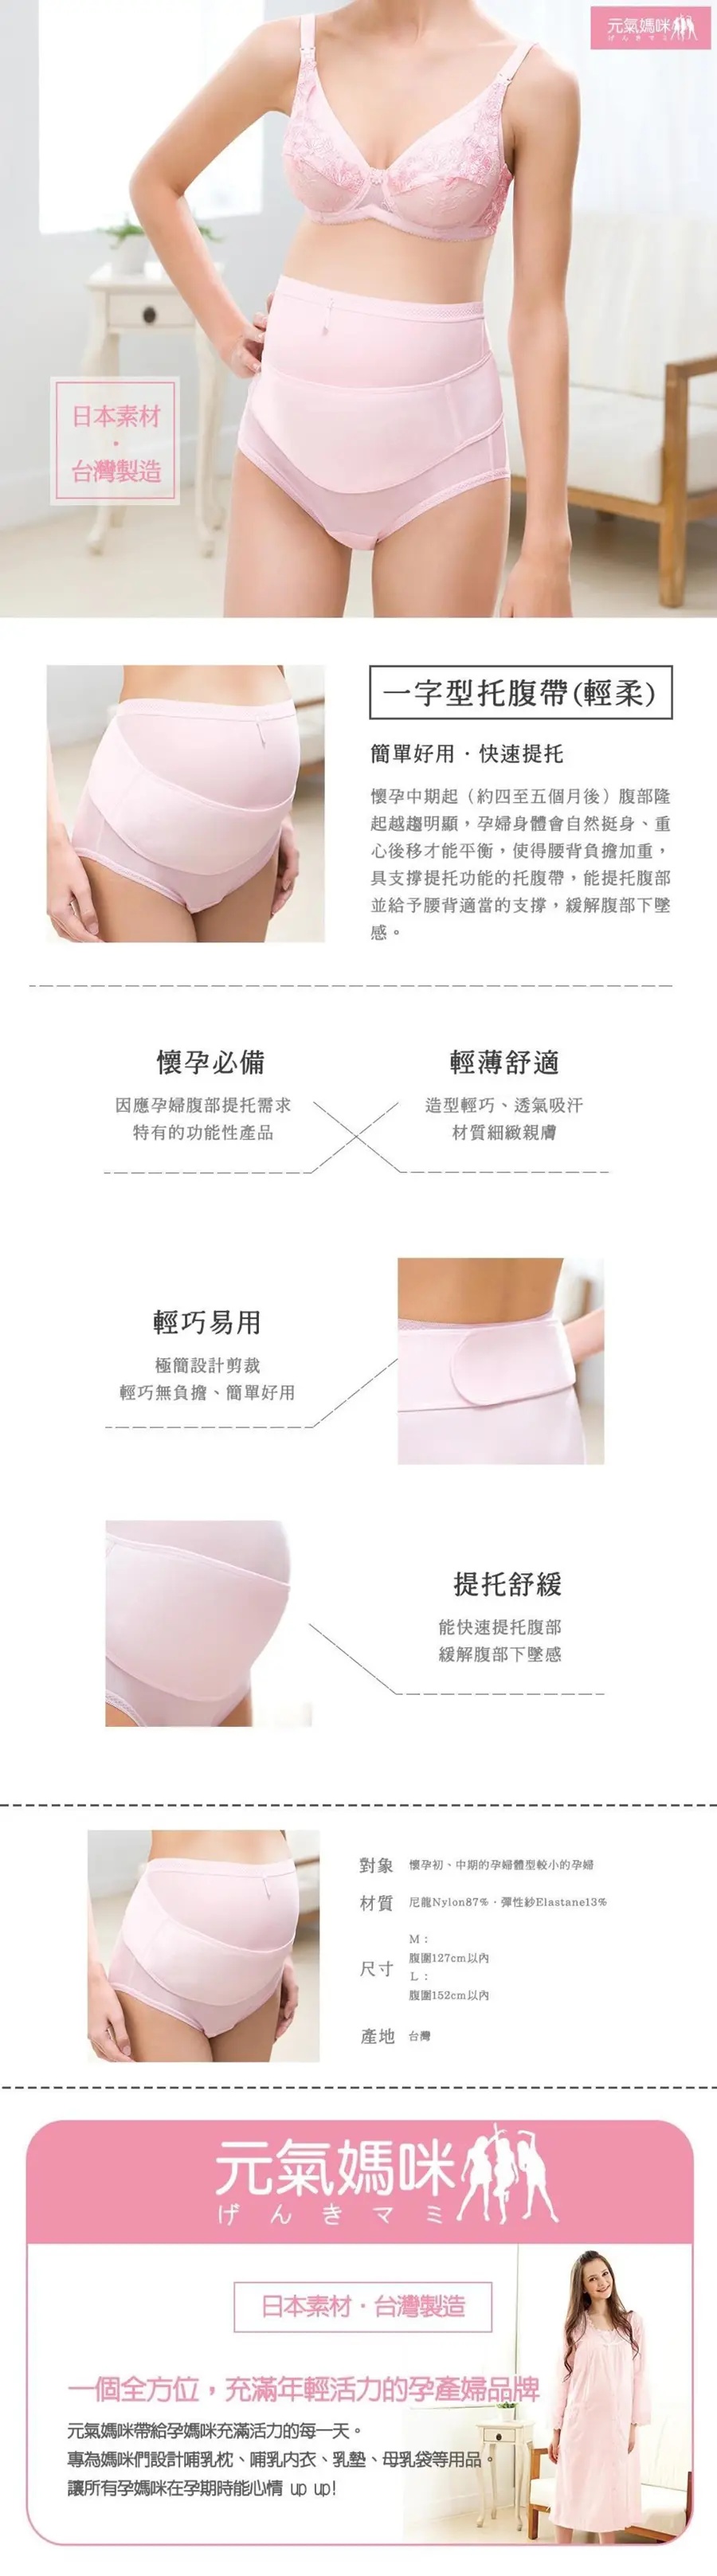 元氣媽咪
げんきマミ
日本素材
・
台灣製造
一字型托腹帶(輕柔)
簡單好用・快速提托
懷孕中期起（約四至五個月後）腹部隆
起越趨明顯，孕婦身體會自然挺身、重
心後移才能平衡，使得腰背負擔加重，
具支撐提托功能的托腹帶，能提托腹部
並給予腰背適當的支撐，緩解腹部下墜
感。
懷孕必備
因應孕婦腹部提托需求
特有的功能性產品
輕薄舒適
造型輕巧、透氣吸汗
材質細緻親膚
輕巧易用
極簡設計剪裁
輕巧無負擔、簡單好用
提托舒緩
能快速提托腹部
緩解腹部下墜感
對象 懷孕初、中期的孕婦體型較小的孕婦
材質 尼龍Nylon87%・彈性紗Elastane13%
尺寸
M：
腹圍127cm以內
L：
腹圍152cm以內
產地 台灣
元氣媽咪
げんきマミ
日本素材・台灣製造
一個全方位，充滿年輕活力的孕產婦品牌
元氣媽咪帶給孕媽咪充滿活力的每一天。
專為媽咪們設計哺乳枕、哺乳內衣、乳墊、母乳袋等用品。
讓所有孕媽咪在孕期時能心情 up up!